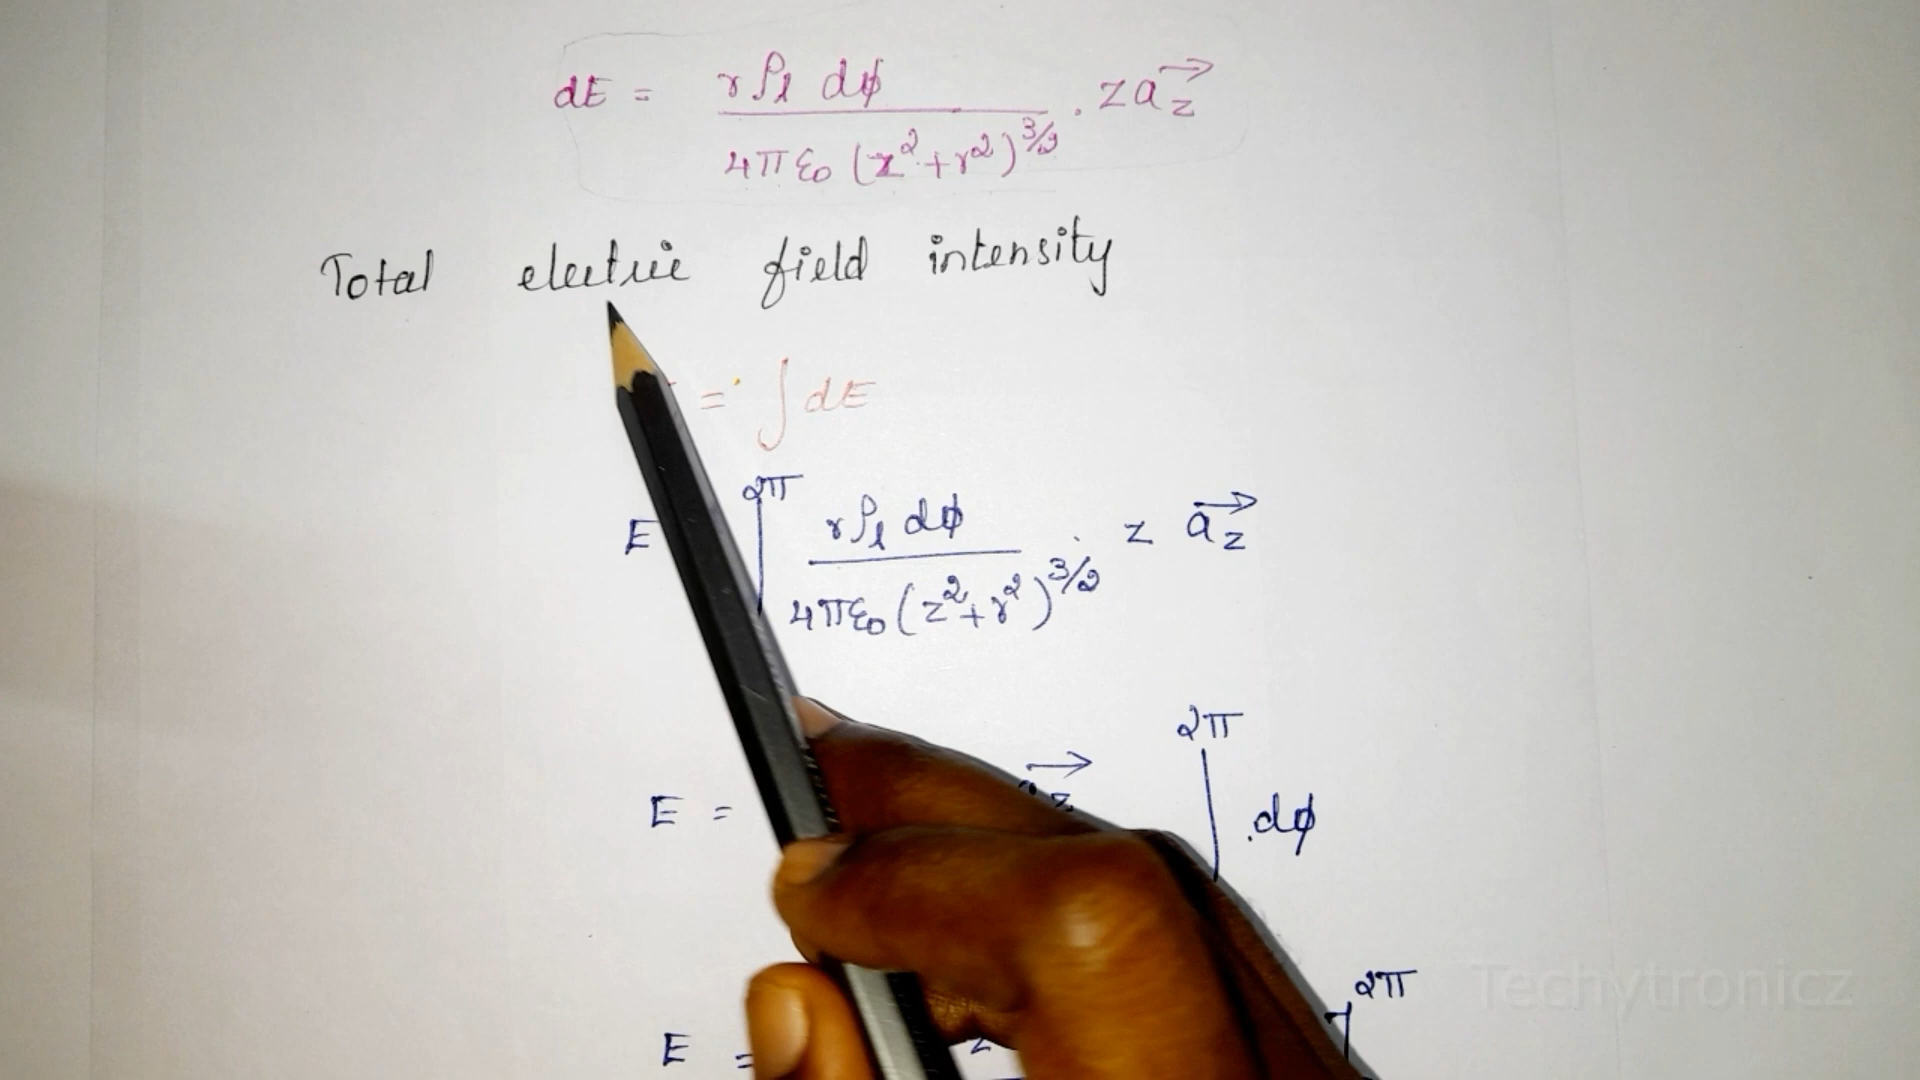 dE = rρl dϕ / 4πε0 (z²+r²)^3/2 . z az→
Total electric field intensity
= ∫ dE
E 2π ∫ rρl dϕ / 4πε0 (z²+r²)^3/2 . z az→
E = z→ 2π ∫ .dϕ
E = z ]2π
Techytronicz